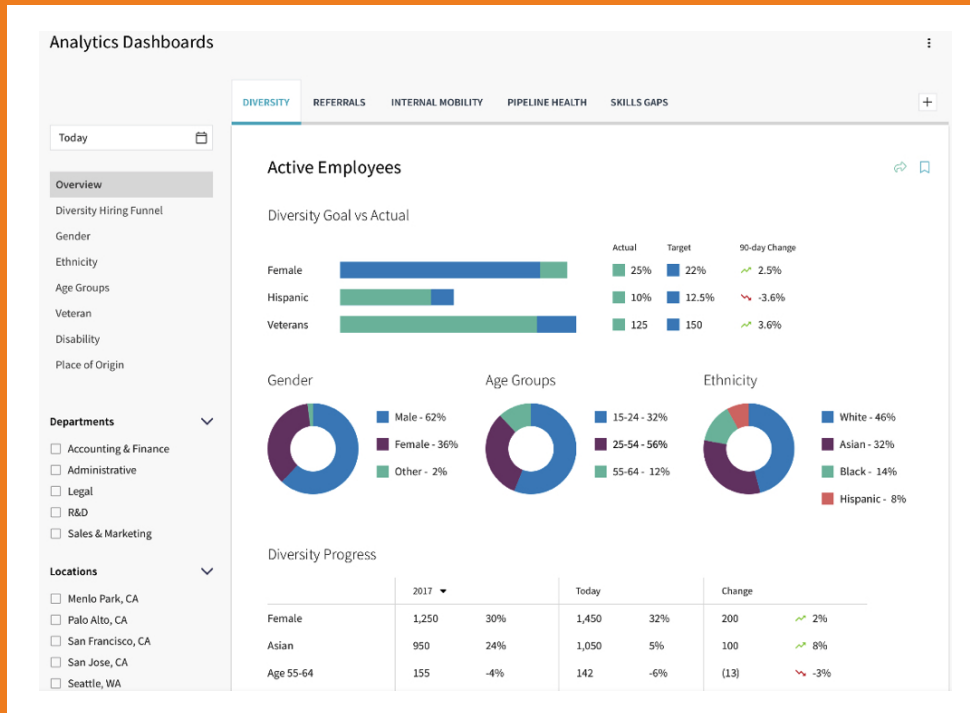 Analytics Dashboards
DIVERSITY REFERRALS INTERNAL MOBILITY PIPELINE HEALTH SKILLS GAPS
Today
Overview
Diversity Hiring Funnel
Gender
Ethnicity
Age Groups
Veteran
Disability
Place of Origin
Departments
Accounting & Finance
Administrative
Legal
R&D
Sales & Marketing
Locations
Menlo Park, CA
Palo Alto, CA
San Francisco, CA
San Jose, CA
Seattle, WA
Active Employees
Diversity Goal vs Actual
Actual Target 90-day Change
Female 25% 22% 2.5%
Hispanic 10% 12.5% -3.6%
Veterans 125 150 3.6%
Gender
Male - 62%
Female - 36%
Other - 2%
Age Groups
15-24 - 32%
25-54 - 56%
55-64 - 12%
Ethnicity
White - 46%
Asian - 32%
Black - 14%
Hispanic - 8%
Diversity Progress
2017 Today Change
Female 1,250 30% 1,450 32% 200 2%
Asian 950 24% 1,050 5% 100 8%
Age 55-64 155 -4% 142 -6% (13) -3%